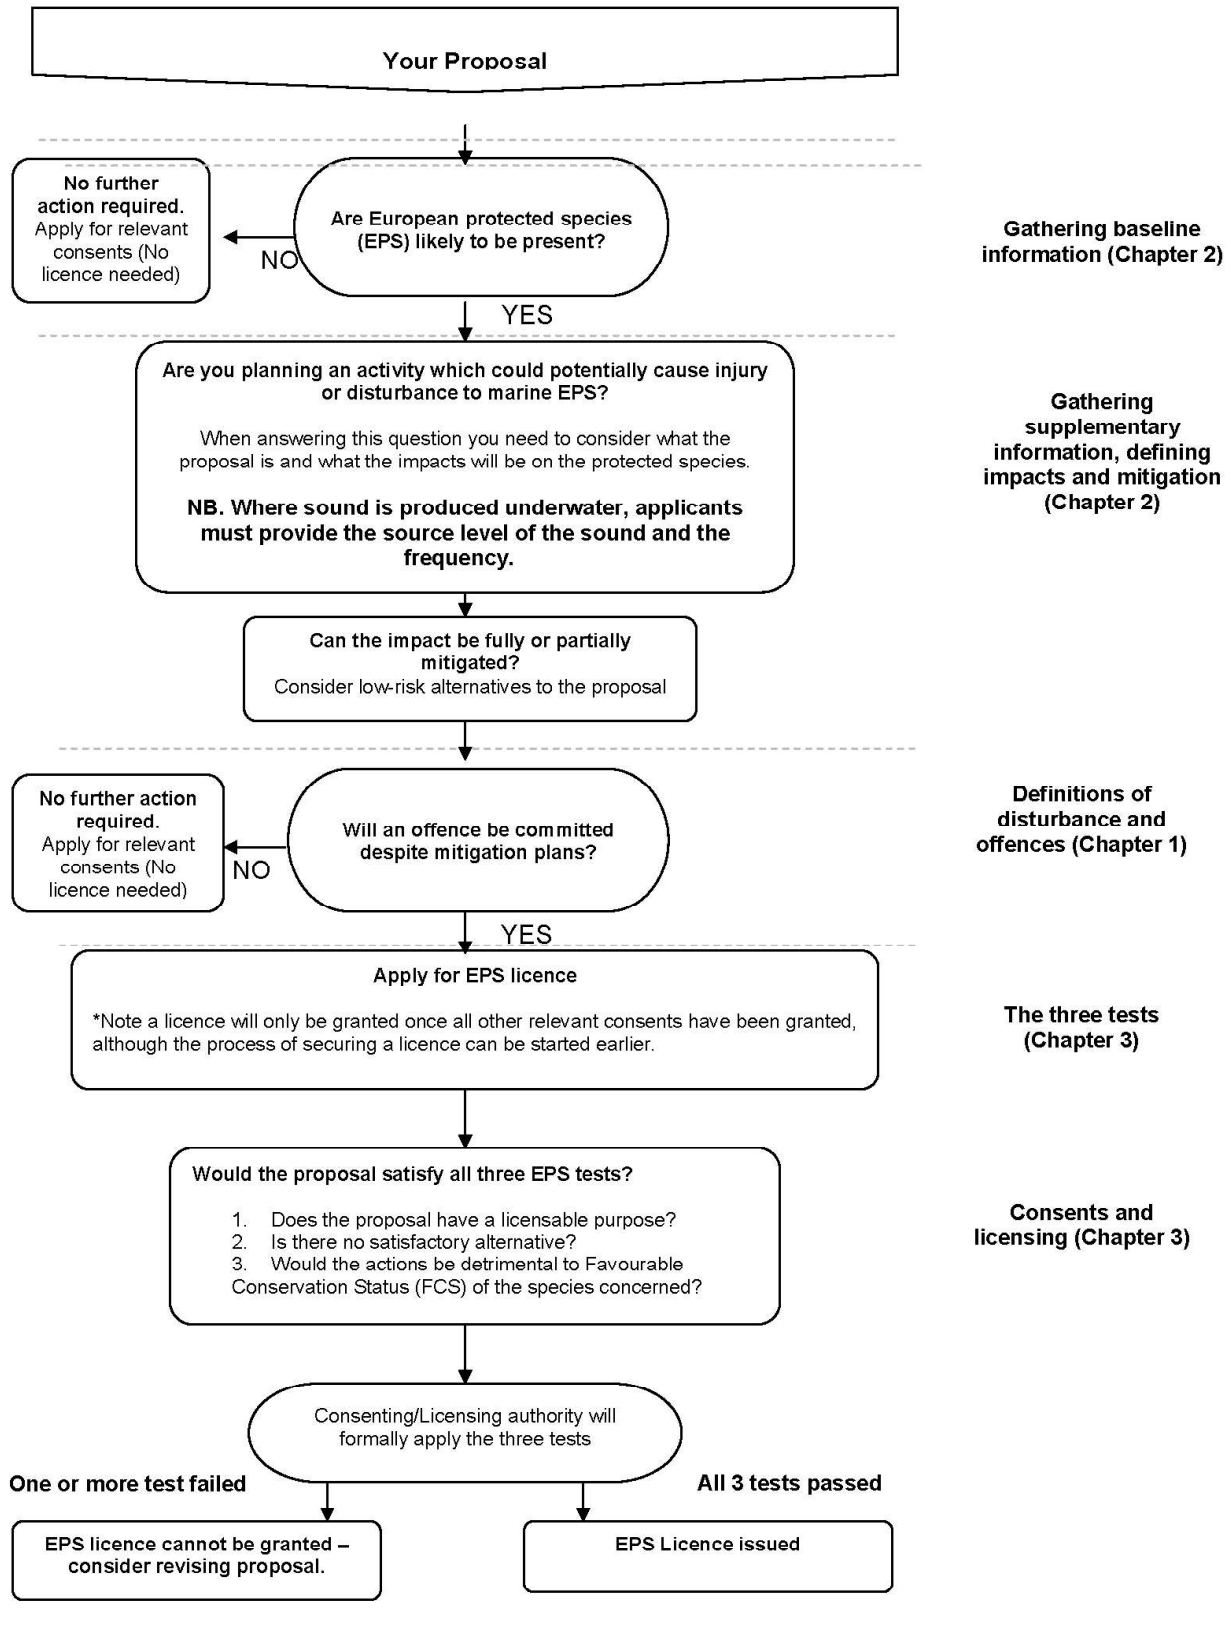 Your Proposal
No further
action required.
Apply for relevant
consents (No
licence needed)
Are European protected species
(EPS) likely to be present?
Gathering baseline
information (Chapter 2)
NO
YES
Are you planning an activity which could potentially cause injury
or disturbance to marine EPS?
When answering this question you need to consider what the
proposal is and what the impacts will be on the protected species.
NB. Where sound is produced underwater, applicants
must provide the source level of the sound and the
frequency.
Gathering
supplementary
information, defining
impacts and mitigation
(Chapter 2)
Can the impact be fully or partially
mitigated?
Consider low-risk alternatives to the proposal
No further action
required.
Apply for relevant
consents (No
licence needed)
NO
Will an offence be committed
despite mitigation plans?
Definitions of
disturbance and
offences (Chapter 1)
YES
Apply for EPS licence
*Note a licence will only be granted once all other relevant consents have been granted,
although the process of securing a licence can be started earlier.
The three tests
(Chapter 3)
Would the proposal satisfy all three EPS tests?
1. Does the proposal have a licensable purpose?
2. Is there no satisfactory alternative?
3. Would the actions be detrimental to Favourable
Conservation Status (FCS) of the species concerned?
Consents and
licensing (Chapter 3)
Consenting/Licensing authority will
formally apply the three tests
One or more test failed
All 3 tests passed
EPS licence cannot be granted –
consider revising proposal.
EPS Licence issued